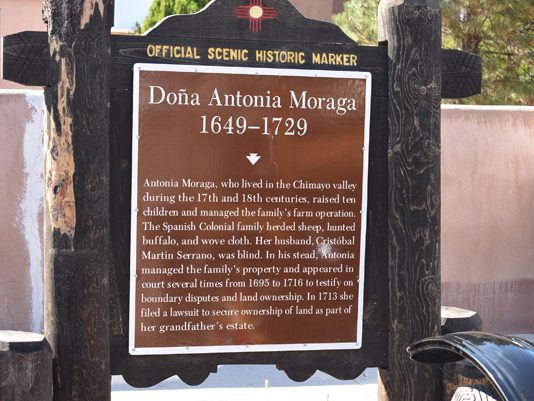 OFFICIAL SCENIC HISTORIC MARKER
Doña Antonia Moraga
1649–1729
Antonia Moraga, who lived in the Chimayo valley
during the 17th and 18th centuries, raised ten
children and managed the family's farm operation.
The Spanish Colonial family herded sheep, hunted
buffalo, and wove cloth. Her husband, Cristóbal
Martin Serrano, was blind. In his stead, Antonia
managed the family's property and appeared in
court several times from 1695 to 1716 to testify on
boundary disputes and land ownership. In 1713 she
filed a lawsuit to secure ownership of land as part of
her grandfather's estate.